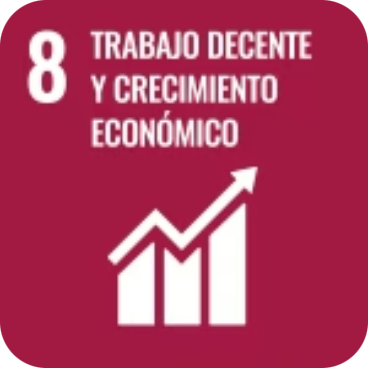 8 TRABAJO DECENTE
Y CRECIMIENTO
ECONÓMICO